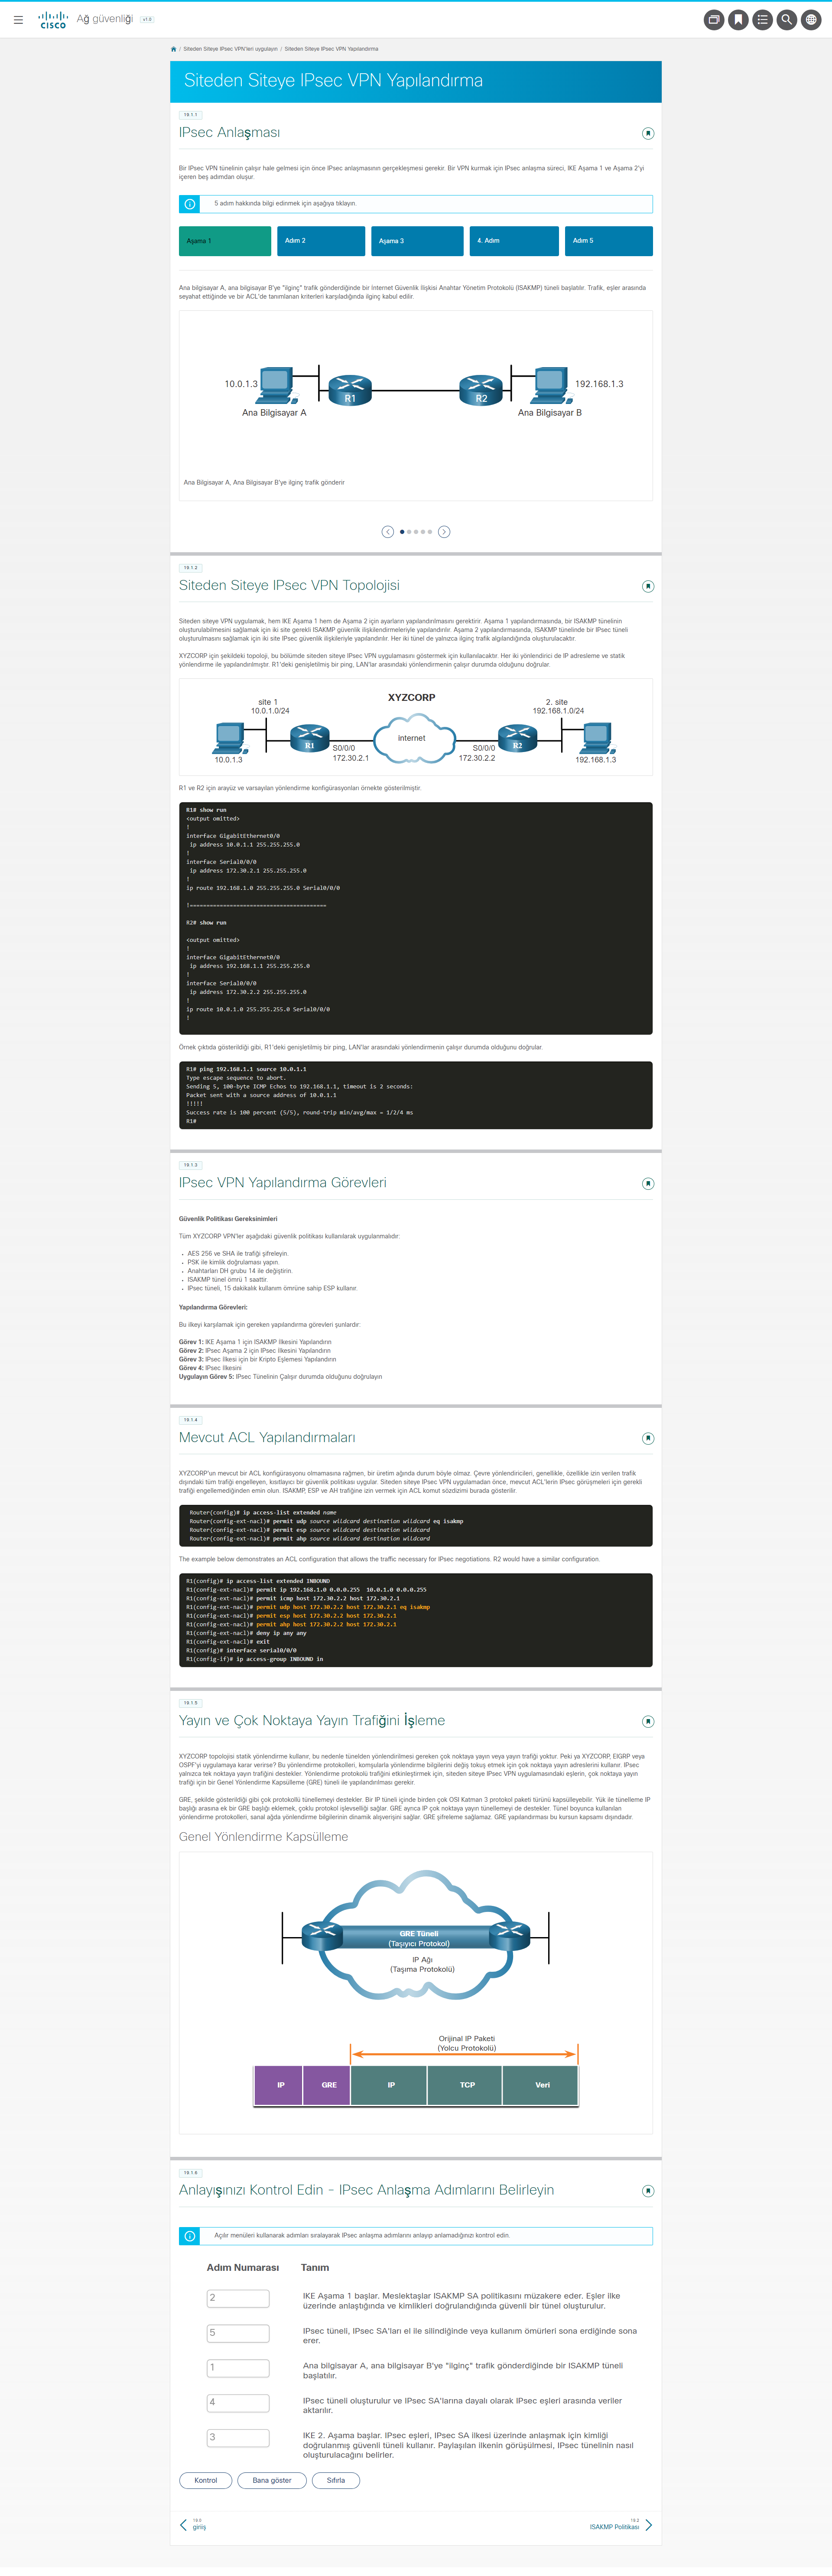 CISCO
Ağ güvenliği v1.0
/ Siteden Siteye IPsec VPN'leri uygulayın / Siteden Siteye IPsec VPN Yapılandırma
Siteden Siteye IPsec VPN Yapılandırma
19.1.1
IPsec Anlaşması
Bir IPsec VPN tünelinin çalışır hale gelmesi için önce IPsec anlaşmasının gerçekleşmesi gerekir. Bir VPN kurmak için IPsec anlaşma süreci, IKE Aşama 1 ve Aşama 2'yi
içeren beş adımdan oluşur.
5 adım hakkında bilgi edinmek için aşağıya tıklayın.
Aşama 1
Adım 2
Aşama 3
4. Adım
Adım 5
Ana bilgisayar A, ana bilgisayar B'ye "ilginç" trafik gönderdiğinde bir Internet Güvenlik İlişkisi Anahtar Yönetim Protokolü (ISAKMP) tüneli başlatılır. Trafik, eşler arasında
seyahat ettiğinde ve bir ACL'de tanımlanan kriterleri karşıladığında ilginç kabul edilir.
10.0.1.3
R1
R2
192.168.1.3
Ana Bilgisayar A
Ana Bilgisayar B
Ana Bilgisayar A, Ana Bilgisayar B'ye ilginç trafik gönderir
19.1.2
Siteden Siteye IPsec VPN Topolojisi
Siteden siteye VPN uygulamak, hem IKE Aşama 1 hem de Aşama 2 için ayarların yapılandırılmasını gerektirir. Aşama 1 yapılandırmasında, bir ISAKMP tünelinin
oluşturulabilmesini sağlamak için iki site gerekli ISAKMP güvenlik ilişkilendirmeleriyle yapılandırılır. Aşama 2 yapılandırmasında, ISAKMP tünelinde bir IPsec tüneli
oluşturulmasını sağlamak için iki site IPsec güvenlik ilişkileriyle yapılandırılır. Her iki tünel de yalnızca ilginç trafik algılandığında oluşturulacaktır.
XYZCORP için şekildeki topoloji, bu bölümde siteden siteye IPsec VPN uygulamasını göstermek için kullanılacaktır. Her iki yönlendirici de IP adresleme ve statik
yönlendirme ile yapılandırılmıştır. R1'deki genişletilmiş bir ping, LAN'lar arasındaki yönlendirmenin çalışır durumda olduğunu doğrular.
XYZCORP
site 1
10.0.1.0/24
2. site
192.168.1.0/24
R1
internet
R2
S0/0/0
172.30.2.1
S0/0/0
172.30.2.2
10.0.1.3
192.168.1.3
R1 ve R2 için arayüz ve varsayılan yönlendirme konfigürasyonları örnekte gösterilmiştir.
R1# show run
<output omitted>
!
interface GigabitEthernet0/0
ip address 10.0.1.1 255.255.255.0
!
interface Serial0/0/0
ip address 172.30.2.1 255.255.255.0
!
ip route 192.168.1.0 255.255.255.0 Serial0/0/0
!=========================================
R2# show run
<output omitted>
!
interface GigabitEthernet0/0
ip address 192.168.1.1 255.255.255.0
!
interface Serial0/0/0
ip address 172.30.2.2 255.255.255.0
!
ip route 10.0.1.0 255.255.255.0 Serial0/0/0
!
Örnek çıktıda gösterildiği gibi, R1'deki genişletilmiş bir ping, LAN'lar arasındaki yönlendirmenin çalışır durumda olduğunu doğrular.
R1# ping 192.168.1.1 source 10.0.1.1
Type escape sequence to abort.
Sending 5, 100-byte ICMP Echos to 192.168.1.1, timeout is 2 seconds:
Packet sent with a source address of 10.0.1.1
!!!!!
Success rate is 100 percent (5/5), round-trip min/avg/max = 1/2/4 ms
R1#
19.1.3
IPsec VPN Yapılandırma Görevleri
Güvenlik Politikası Gereksinimleri
Tüm XYZCORP VPN'ler aşağıdaki güvenlik politikası kullanılarak uygulanmalıdır:
• AES 256 ve SHA ile trafiği şifreleyin.
• PSK ile kimlik doğrulaması yapın.
• Anahtarları DH grubu 14 ile değiştirin.
• ISAKMP tünel ömrü 1 saattir.
• IPsec tüneli, 15 dakikalık kullanım ömrüne sahip ESP kullanır.
Yapılandırma Görevleri:
Bu ilkeyi karşılamak için gereken yapılandırma görevleri şunlardır:
Görev 1: IKE Aşama 1 için ISAKMP İlkesini Yapılandırın
Görev 2: IPsec Aşama 2 için IPsec İlkesini Yapılandırın
Görev 3: IPsec İlkesi için bir Kripto Eşlemesi Yapılandırın
Görev 4: IPsec İlkesini
Uygulayın Görev 5: IPsec Tünelinin Çalışır durumda olduğunu doğrulayın
19.1.4
Mevcut ACL Yapılandırmaları
XYZCORP'un mevcut bir ACL konfigürasyonu olmamasına rağmen, bir üretim ağında durum böyle olmaz. Çevre yönlendiricileri, genellikle, özellikle izin verilen trafik
dışındaki tüm trafiği engelleyen, kısıtlayıcı bir güvenlik politikası uygular. Siteden siteye IPsec VPN uygulamadan önce, mevcut ACL'lerin IPsec görüşmeleri için gerekli
trafiği engellemediğinden emin olun. ISAKMP, ESP ve AH trafiğine izin vermek için ACL komut sözdizimi burada gösterilir.
Router(config)# ip access-list extended name
Router(config-ext-nacl)# permit udp source wildcard destination wildcard eq isakmp
Router(config-ext-nacl)# permit esp source wildcard destination wildcard
Router(config-ext-nacl)# permit ahp source wildcard destination wildcard
The example below demonstrates an ACL configuration that allows the traffic necessary for IPsec negotiations. R2 would have a similar configuration.
R1(config)# ip access-list extended INBOUND
R1(config-ext-nacl)# permit ip 192.168.1.0 0.0.0.255 10.0.1.0 0.0.0.255
R1(config-ext-nacl)# permit icmp host 172.30.2.2 host 172.30.2.1
R1(config-ext-nacl)# permit udp host 172.30.2.2 host 172.30.2.1 eq isakmp
R1(config-ext-nacl)# permit esp host 172.30.2.2 host 172.30.2.1
R1(config-ext-nacl)# permit ahp host 172.30.2.2 host 172.30.2.1
R1(config-ext-nacl)# deny ip any any
R1(config-ext-nacl)# exit
R1(config)# interface serial0/0/0
R1(config-if)# ip access-group INBOUND in
19.1.5
Yayın ve Çok Noktaya Yayın Trafiğini İşleme
XYZCORP topolojisi statik yönlendirme kullanır, bu nedenle tünelden yönlendirilmesi gereken çok noktaya yayın veya yayın trafiği yoktur. Peki ya XYZCORP, EIGRP veya
OSPF'yi uygulamaya karar verirse? Bu yönlendirme protokolleri, komşularla yönlendirme bilgilerini değiş tokuş etmek için çok noktaya yayın adreslerini kullanır. IPsec
yalnızca tek noktaya yayın trafiğini destekler. Yönlendirme protokolü trafiğini etkinleştirmek için, siteden siteye IPsec VPN uygulamasındaki eşlerin, çok noktaya yayın
trafiği için bir Genel Yönlendirme Kapsülleme (GRE) tüneli ile yapılandırılması gerekir.
GRE, şekilde gösterildiği gibi çok protokollü tünellemeyi destekler. Bir IP tüneli içinde birden çok OSI Katman 3 protokol paketi türünü kapsülleyebilir. Yük ile tünelleme IP
başlığı arasına ek bir GRE başlığı eklemek, çoklu protokol işlevselliği sağlar. GRE ayrıca IP çok noktaya yayın tünellemeyi de destekler. Tünel boyunca kullanılan
yönlendirme protokolleri, sanal ağda yönlendirme bilgilerinin dinamik alışverişini sağlar. GRE şifreleme sağlamaz. GRE yapılandırması bu kursun kapsamı dışındadır.
Genel Yönlendirme Kapsülleme
GRE Tüneli
(Taşıyıcı Protokol)
IP Ağı
(Taşıma Protokolü)
Orijinal IP Paketi
(Yolcu Protokolü)
IP
GRE
IP
TCP
Veri
19.1.6
Anlayışınızı Kontrol Edin - IPsec Anlaşma Adımlarını Belirleyin
Açılır menüleri kullanarak adımları sıralayarak IPsec anlaşma adımlarını anlayıp anlamadığınızı kontrol edin.
Adım Numarası
Tanım
2
IKE Aşama 1 başlar. Meslektaşlar ISAKMP SA politikasını müzakere eder. Eşler ilke
üzerinde anlaştığında ve kimlikleri doğrulandığında güvenli bir tünel oluşturulur.
5
IPsec tüneli, IPsec SA'ları el ile silindiğinde veya kullanım ömürleri sona erdiğinde sona
erer.
1
Ana bilgisayar A, ana bilgisayar B'ye "ilginç" trafik gönderdiğinde bir ISAKMP tüneli
başlatılır.
4
IPsec tüneli oluşturulur ve IPsec SA'larına dayalı olarak IPsec eşleri arasında veriler
aktarılır.
3
IKE 2. Aşama başlar. IPsec eşleri, IPsec SA ilkesi üzerinde anlaşmak için kimliği
doğrulanmış güvenli tüneli kullanır. Paylaşılan ilkenin görüşülmesi, IPsec tünelinin nasıl
oluşturulacağını belirler.
Kontrol
Bana göster
Sıfırla
19.0
giriiş
19.2
ISAKMP Politikası